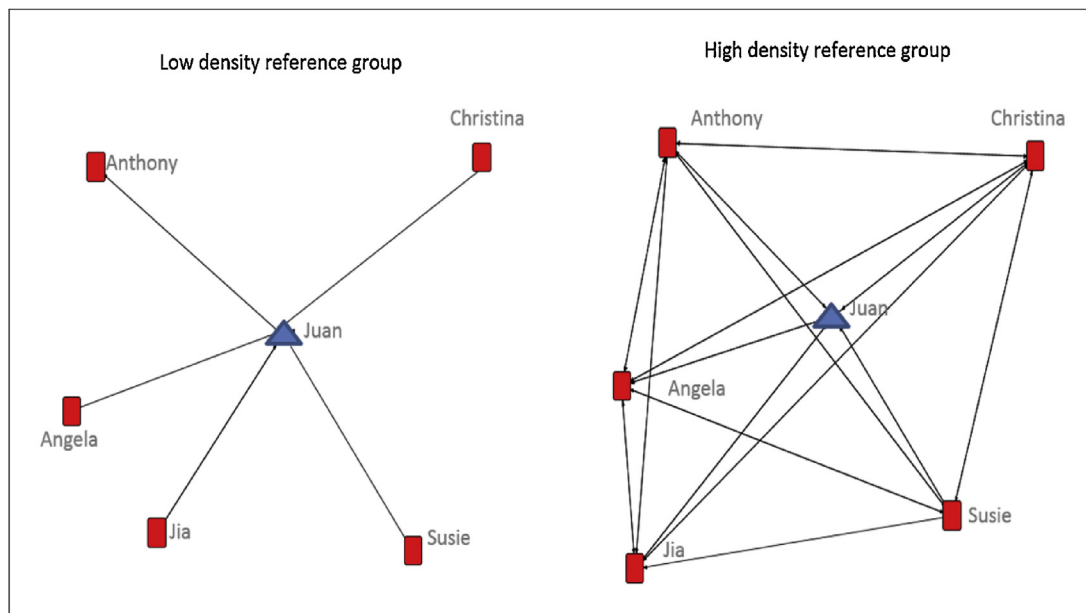 Low density reference group
Christina
Anthony
Juan
Angela
Jia
Susie
High density reference group
Anthony
Christina
Juan
Angela
Susie
Jia